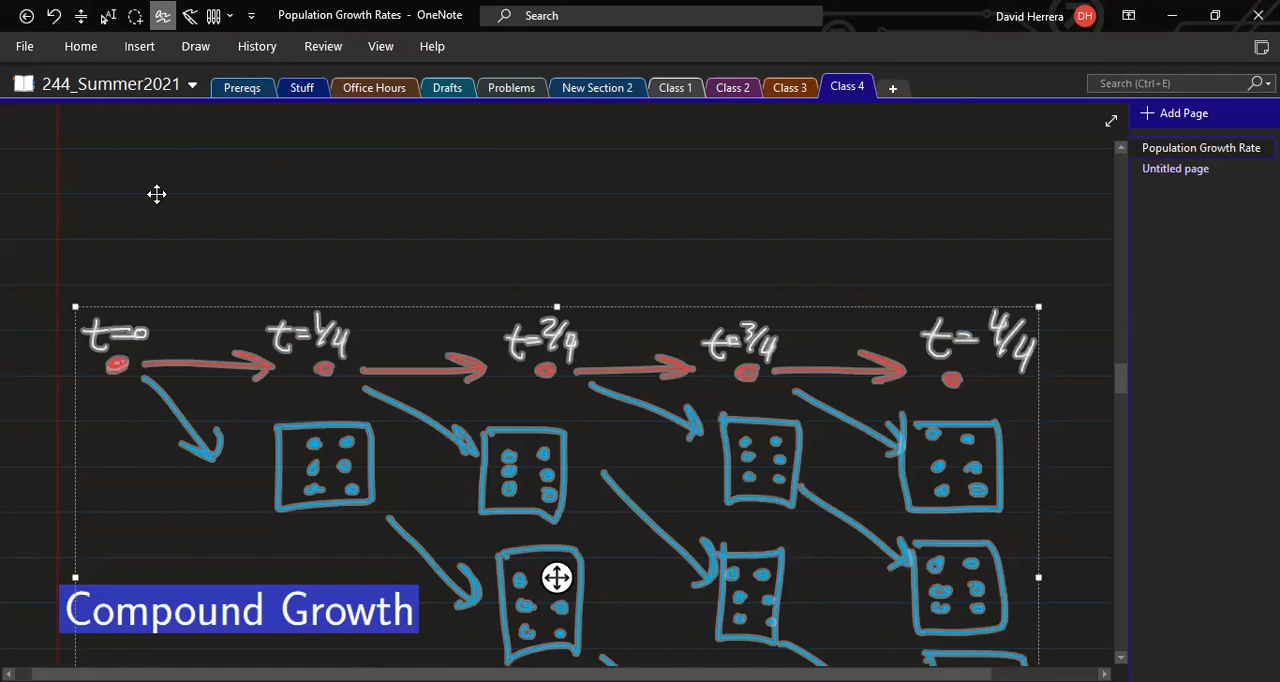 Population Growth Rates - OneNote
Search
David Herrera
DH
File
Home
Insert
Draw
History
Review
View
Help
244_Summer2021
Prereqs
Stuff
Office Hours
Drafts
Problems
New Section 2
Class 1
Class 2
Class 3
Class 4
+
Search (Ctrl+E)
Add Page
Population Growth Rate
Untitled page
t=0
t=1/4
t=2/4
t=3/4
t=4/4
Compound Growth